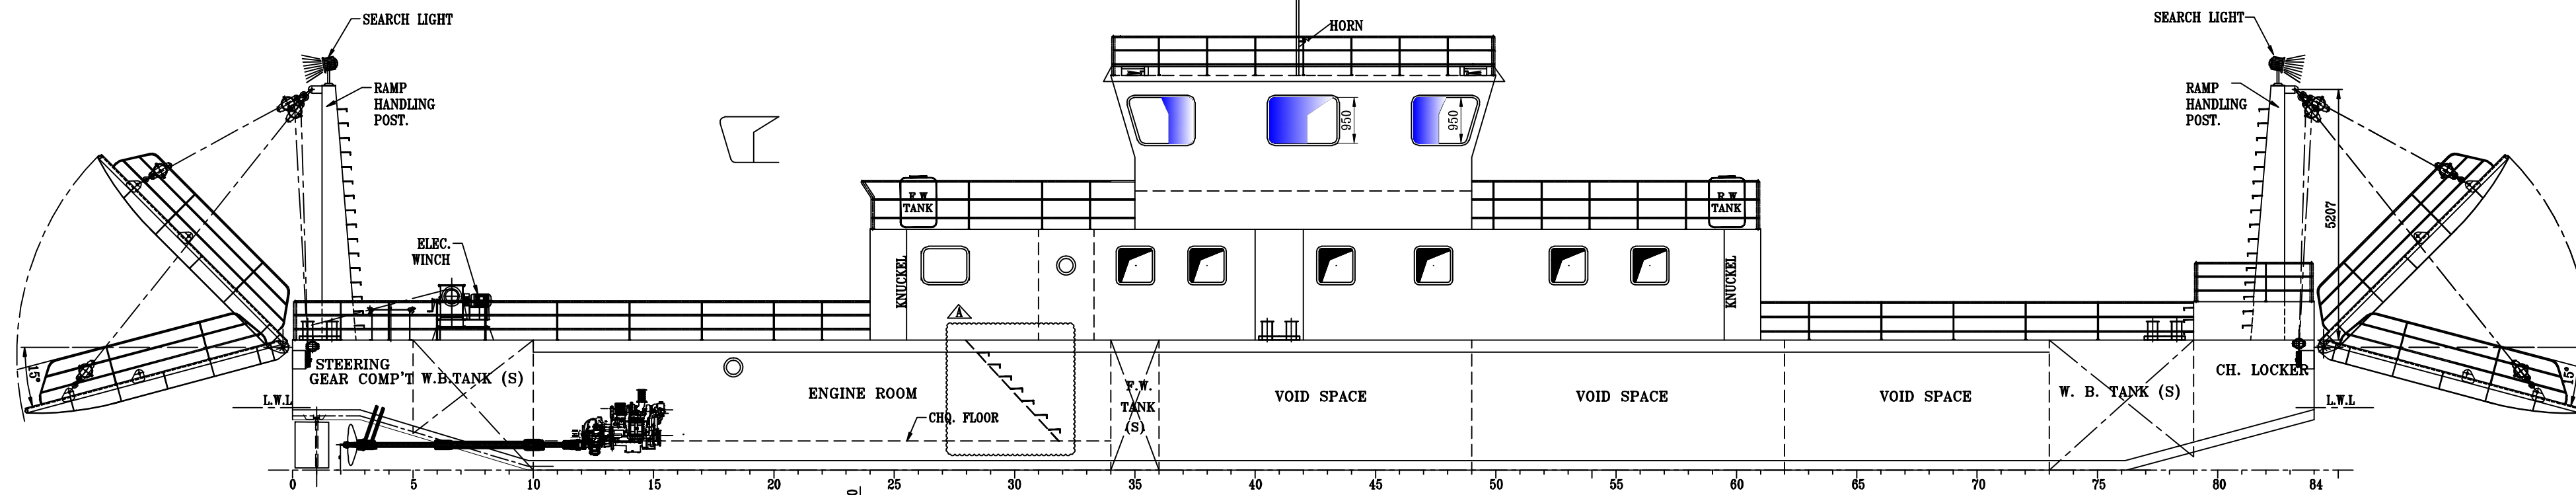 SEARCH LIGHT
SEARCH LIGHT
HORN
RAMP
HANDLING
POST.
RAMP
HANDLING
POST.
950
950
F.W
TANK
F.W
TANK
5207
ELEC.
WINCH
KNUCKEL
KNUCKEL
A
15°
STEERING
GEAR COMP'T
W.B.TANK (S)
ENGINE ROOM
CHQ. FLOOR
F.W.
TANK
(S)
VOID SPACE
VOID SPACE
VOID SPACE
W. B. TANK (S)
CH. LOCKER
15°
L.W.L
L.W.L
0 5 10 15 20 25 30 35 40 45 50 55 60 65 70 75 80 84